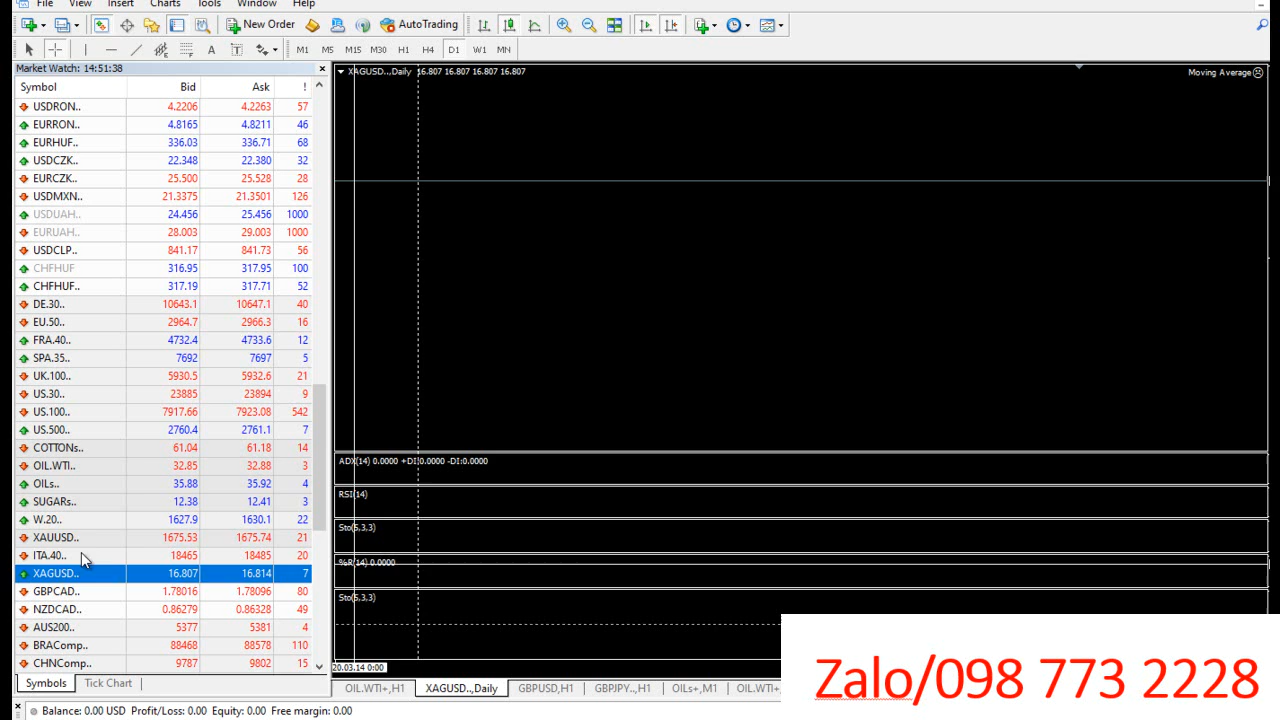 File View Insert Charts Tools Window Help
New Order AutoTrading
A T M1 M5 M15 M30 H1 H4 D1 W1 MN
Market Watch: 14:51:38
Symbol Bid Ask !
USDRON.. 4.2206 4.2263 57
EURRON.. 4.8165 4.8211 46
EURHUF.. 336.03 336.71 68
USDCZK.. 22.348 22.380 32
EURCZK.. 25.500 25.528 28
USDMXN.. 21.3375 21.3501 126
USDUAH.. 24.456 25.456 1000
EURUAH.. 28.003 29.003 1000
USDCLP.. 841.17 841.73 56
CHFHUF 316.95 317.95 100
CHFHUF.. 317.19 317.71 52
DE.30.. 10643.1 10647.1 40
EU.50.. 2964.7 2966.3 16
FRA.40.. 4732.4 4733.6 12
SPA.35.. 7692 7697 5
UK.100.. 5930.5 5932.6 21
US.30.. 23885 23894 9
US.100.. 7917.66 7923.08 542
US.500.. 2760.4 2761.1 7
COTTONs.. 61.04 61.18 14
OIL.WTI.. 32.85 32.88 3
OILs.. 35.88 35.92 4
SUGARs.. 12.38 12.41 3
W.20.. 1627.9 1630.1 22
XAUUSD.. 1675.53 1675.74 21
ITA.40.. 18465 18485 20
XAGUSD.. 16.807 16.814 7
GBPCAD.. 1.78016 1.78096 80
NZDCAD.. 0.86279 0.86328 49
AUS200.. 5377 5381 4
BRAComp.. 88468 88578 110
CHNComp.. 9787 9802 15
Symbols Tick Chart
XAGUSD..,Daily 16.807 16.807 16.807 16.807
Moving Average
ADX(14) 0.0000 +DI:0.0000 -DI:0.0000
RSI(14)
Sto(5,3,3)
%R(14) 0.0000
Sto(5,3,3)
20.03.14 0:00
OIL.WTI+,H1 XAGUSD..,Daily GBPUSD,H1 GBPJPY..,H1 OILs+,M1 OIL.WTI+,
Balance: 0.00 USD Profit/Loss: 0.00 Equity: 0.00 Free margin: 0.00
Zalo/098 773 2228